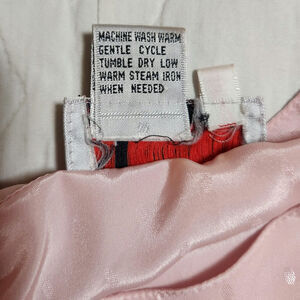 MACHINE WASH WARM
GENTLE CYCLE
TUMBLE DRY LOW
WARM STEAM IRON
WHEN NEEDED